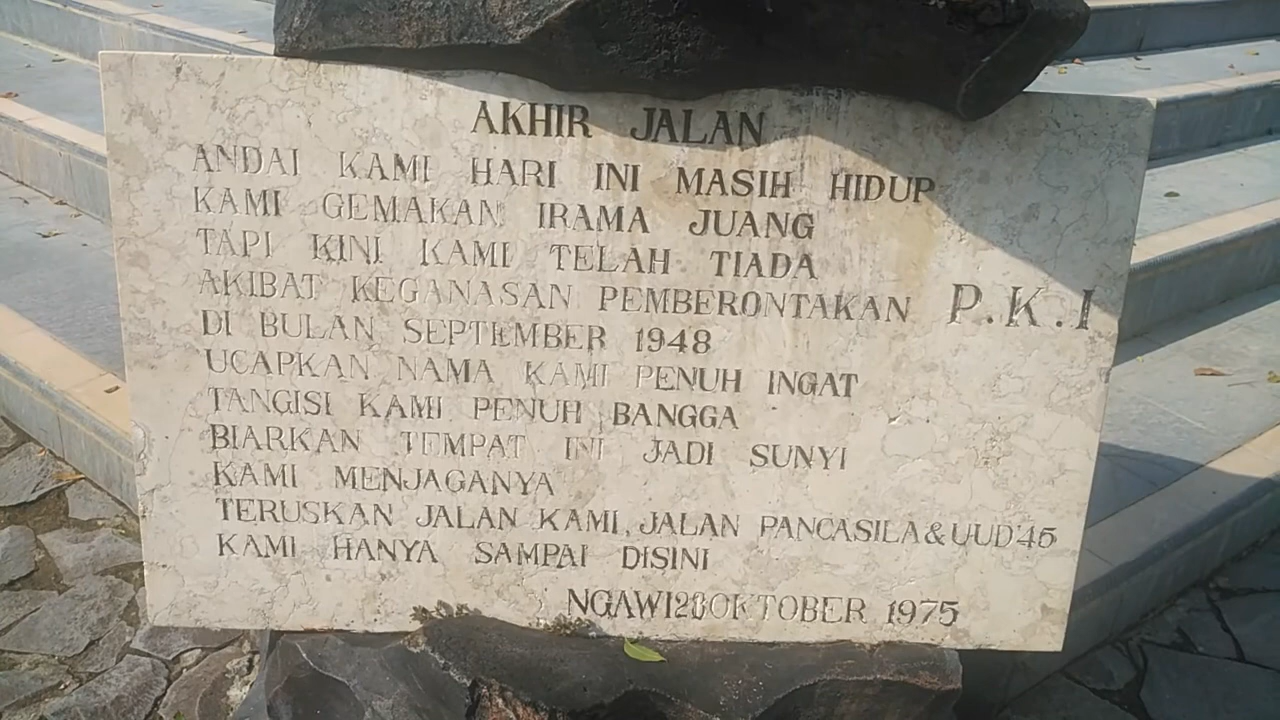 AKHIR JALAN
ANDAI KAMI HARI INI MASIH HIDUP
KAMI GEMAKAN IRAMA JUANG
TAPI KINI KAMI TELAH TIADA
AKIBAT KEGANASAN PEMBERONTAKAN P.K.I
DI BULAN SEPTEMBER 1948
UCAPKAN NAMA KAMI PENUH INGAT
TANGISI KAMI PENUH BANGGA
BIARKAN TEMPAT INI JADI SUNYI
KAMI MENJAGANYA
TERUSKAN JALAN KAMI, JALAN PANCASILA & UUD'45
KAMI HANYA SAMPAI DISINI
NGAWI OKTOBER 1975